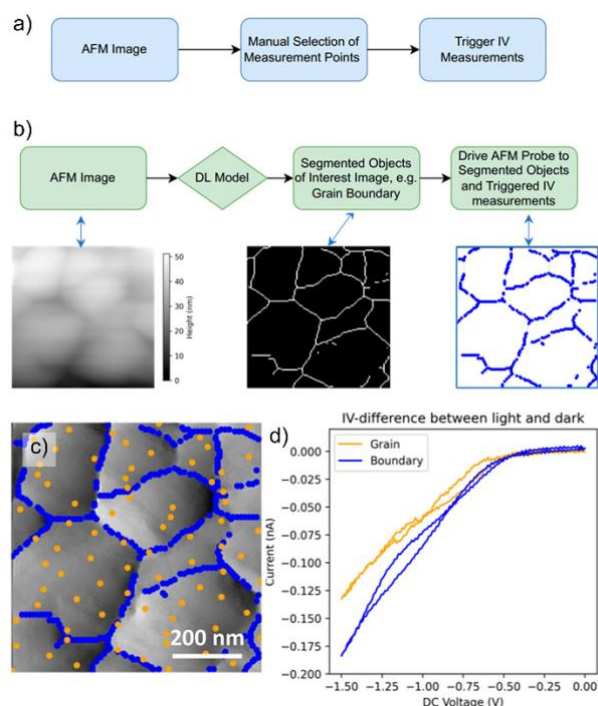 a)
AFM Image
Manual Selection of
Measurement Points
Trigger IV
Measurements
b)
AFM Image
DL Model
Segmented Objects
of Interest Image, e.g.
Grain Boundary
Drive AFM Probe to
Segmented Objects
and Triggered IV
measurements
50
40
30
20
10
0
Height (nm)
c)
200 nm
d)
IV-difference between light and dark
Grain
Boundary
0.000
−0.025
−0.050
−0.075
−0.100
−0.125
−0.150
−0.175
−0.200
Current (nA)
−1.50 −1.25 −1.00 −0.75 −0.50 −0.25 0.00
DC Voltage (V)